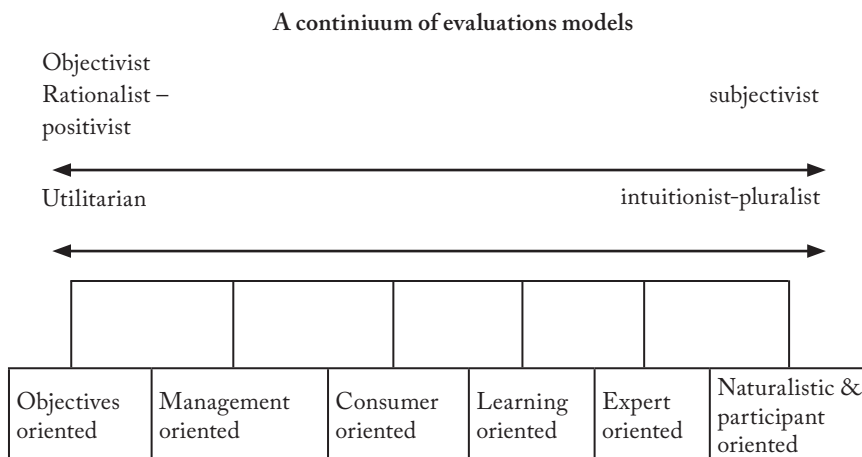 A continiuum of evaluations models
Objectivist
Rationalist –
positivist
subjectivist
Utilitarian
intuitionist-pluralist
Objectives
oriented
Management
oriented
Consumer
oriented
Learning
oriented
Expert
oriented
Naturalistic &
participant
oriented